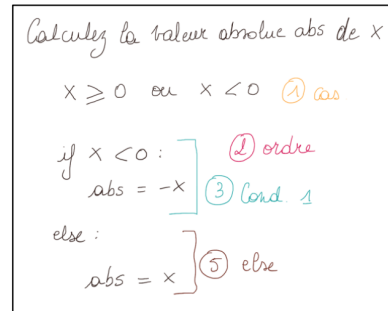 Calculez la valeur absolue abs de x
x ⩾ 0 ou x < 0 ① cas
if x < 0 : ② ordre
abs = -x ③ Cond. 1
else :
abs = x ⑤ else